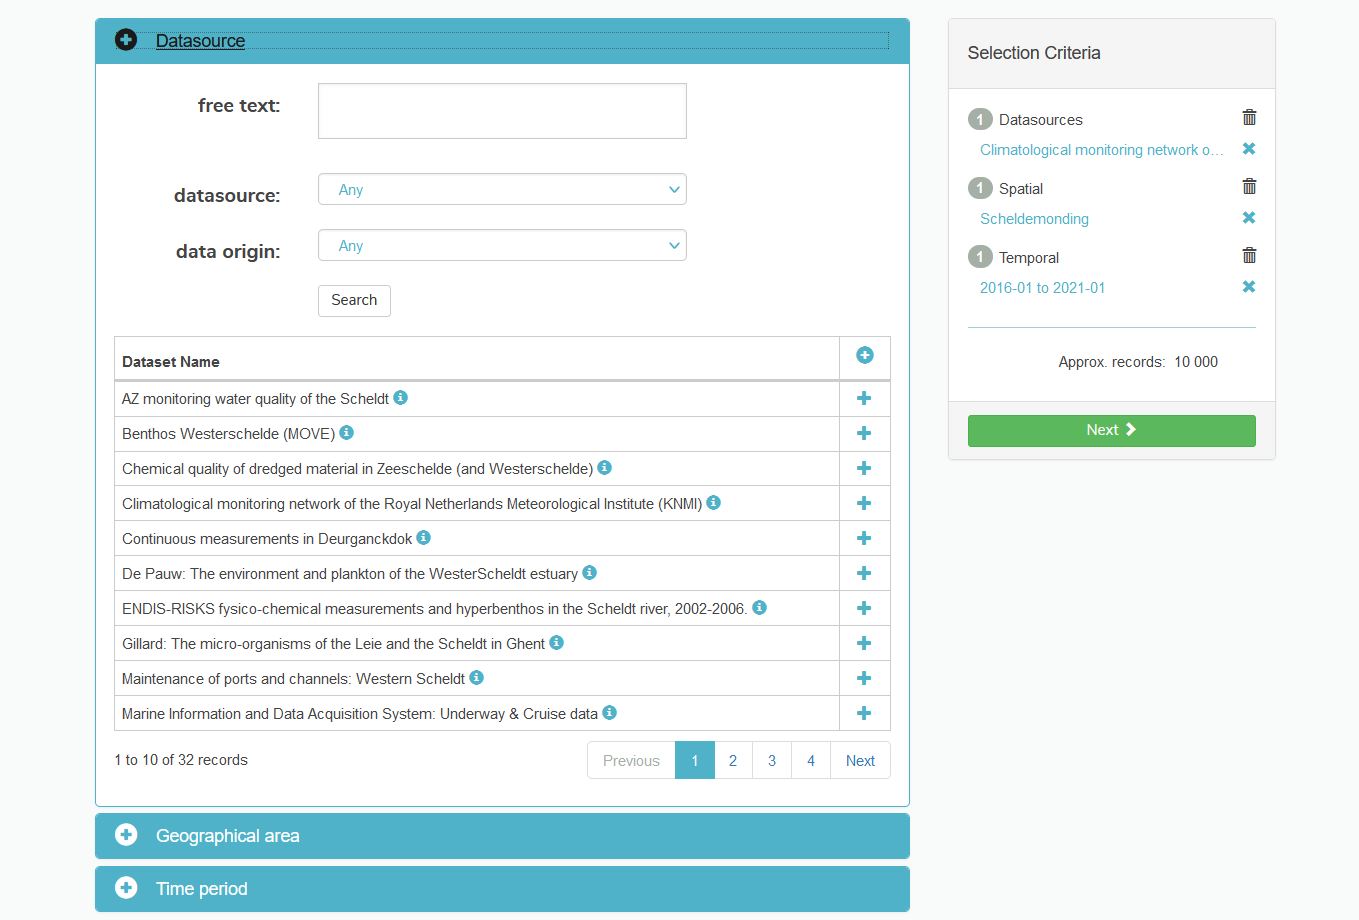 Datasource
free text:
datasource:
Any
data origin:
Any
Search
Dataset Name
AZ monitoring water quality of the Scheldt
Benthos Westerschelde (MOVE)
Chemical quality of dredged material in Zeeschelde (and Westerschelde)
Climatological monitoring network of the Royal Netherlands Meteorological Institute (KNMI)
Continuous measurements in Deurganckdok
De Pauw: The environment and plankton of the WesterScheldt estuary
ENDIS-RISKS fysico-chemical measurements and hyperbenthos in the Scheldt river, 2002-2006.
Gillard: The micro-organisms of the Leie and the Scheldt in Ghent
Maintenance of ports and channels: Western Scheldt
Marine Information and Data Acquisition System: Underway & Cruise data
1 to 10 of 32 records
Previous 1 2 3 4 Next
Geographical area
Time period
Selection Criteria
1 Datasources
Climatological monitoring network o...
1 Spatial
Scheldemonding
1 Temporal
2016-01 to 2021-01
Approx. records: 10 000
Next